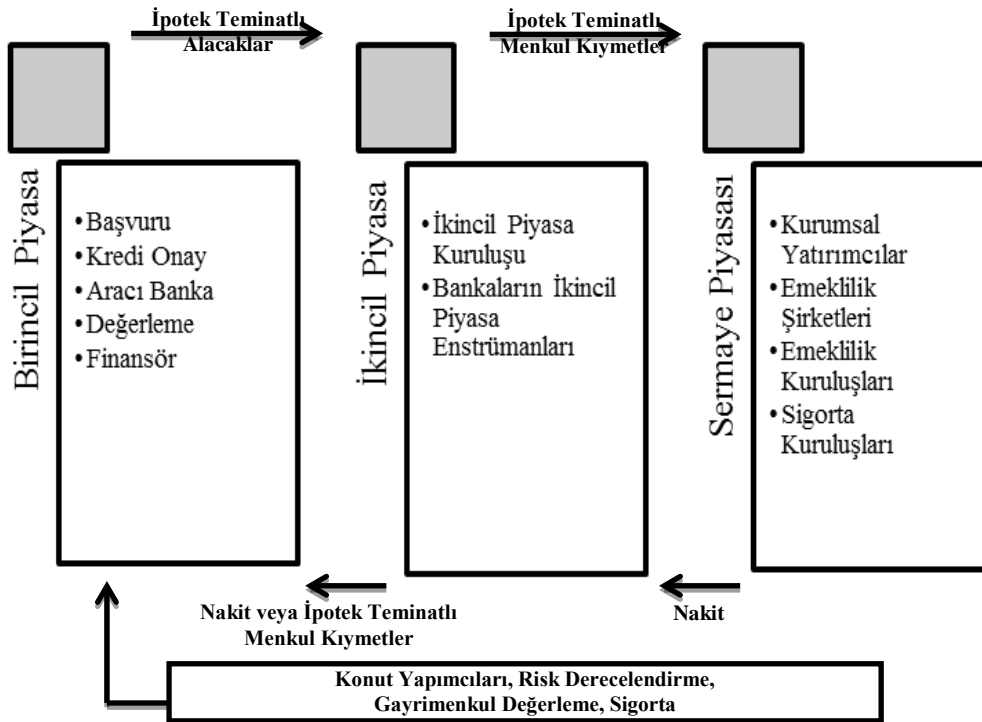 İpotek Teminatlı
Alacaklar
İpotek Teminatlı
Menkul Kıymetler
Birincil Piyasa
• Başvuru
• Kredi Onay
• Aracı Banka
• Değerleme
• Finansör
İkincil Piyasa
• İkincil Piyasa
Kuruluşu
• Bankaların İkincil
Piyasa
Enstrümanları
Sermaye Piyasası
• Kurumsal
Yatırımcılar
• Emeklilik
Şirketleri
• Emeklilik
Kuruluşları
• Sigorta
Kuruluşları
Nakit veya İpotek Teminatlı
Menkul Kıymetler
Nakit
Konut Yapımcıları, Risk Derecelendirme,
Gayrimenkul Değerleme, Sigorta